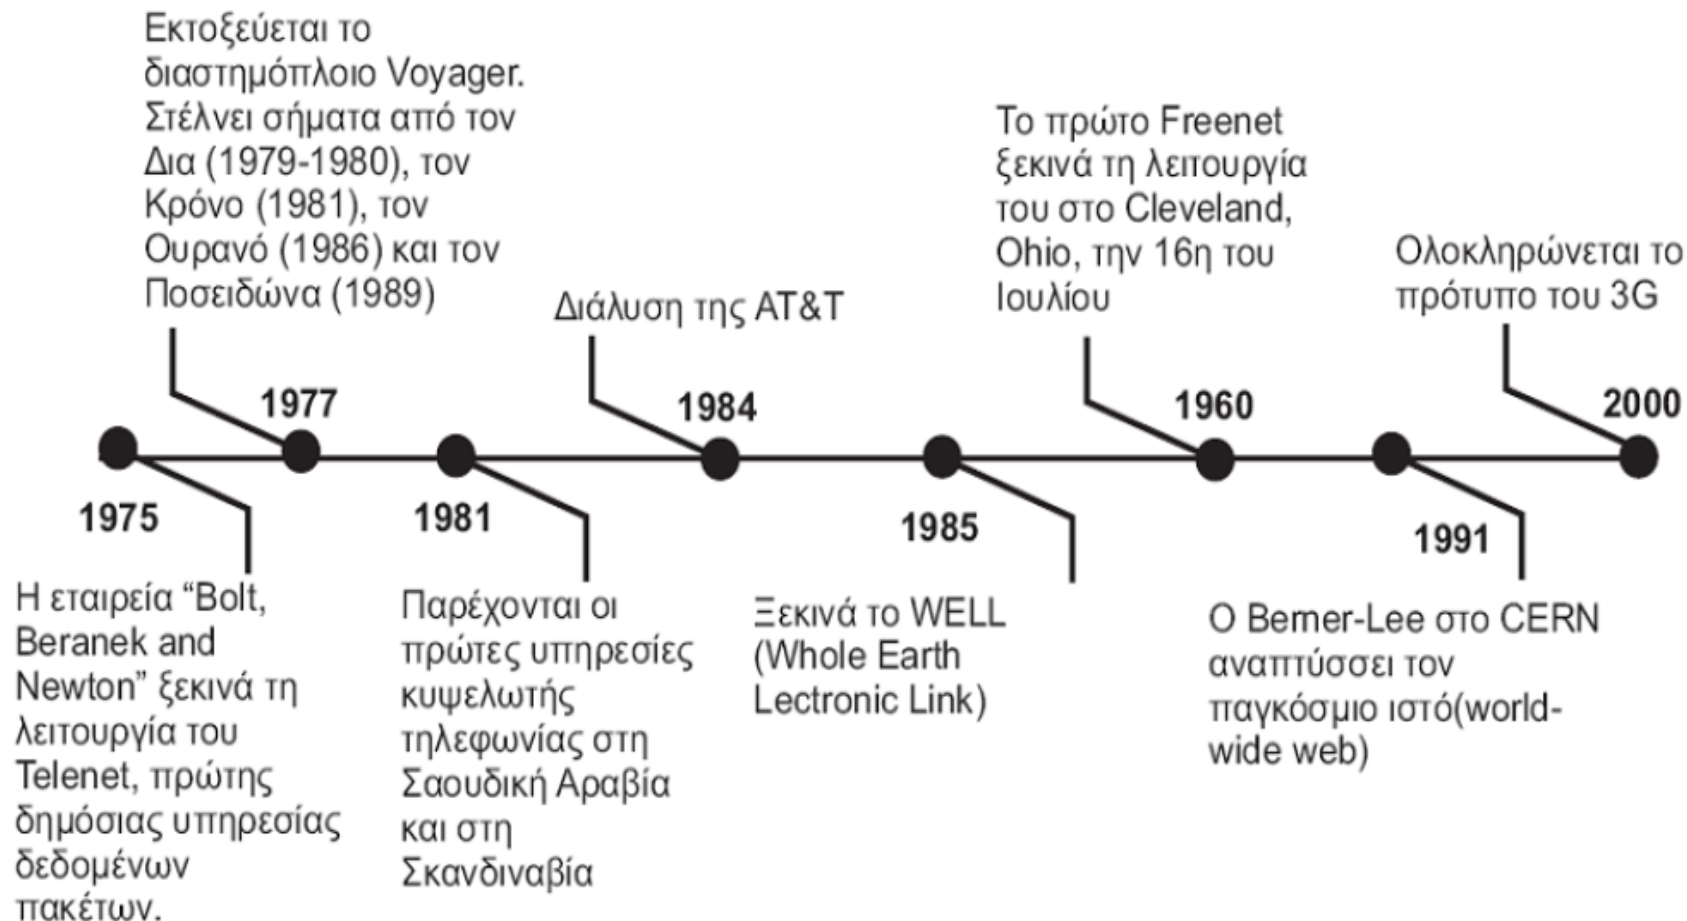 Εκτοξεύεται το
διαστημόπλοιο Voyager.
Στέλνει σήματα από τον
Δια (1979-1980), τον
Κρόνο (1981), τον
Ουρανό (1986) και τον
Ποσειδώνα (1989)
1977
Διάλυση της AT&T
1984
Το πρώτο Freenet
ξεκινά τη λειτουργία
του στο Cleveland,
Ohio, την 16η του
Ιουλίου
1960
Ολοκληρώνεται το
πρότυπο του 3G
2000
1975
Η εταιρεία “Bolt,
Beranek and
Newton” ξεκινά τη
λειτουργία του
Telenet, πρώτης
δημόσιας υπηρεσίας
δεδομένων
πακέτων.
1981
Παρέχονται οι
πρώτες υπηρεσίες
κυψελωτής
τηλεφωνίας στη
Σαουδική Αραβία
και στη
Σκανδιναβία
1985
Ξεκινά το WELL
(Whole Earth
Lectronic Link)
1991
Ο Berner-Lee στο CERN
αναπτύσσει τον
παγκόσμιο ιστό(world-
wide web)